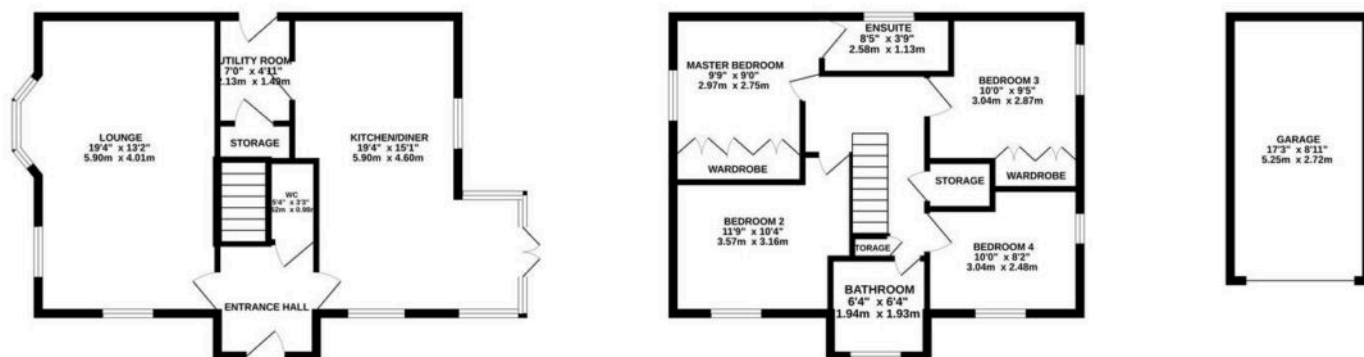 LOUNGE
19'4" x 13'2"
5.90m x 4.01m
UTILITY ROOM
7'0" x 4'11"
2.13m x 1.49m
STORAGE
KITCHEN/DINER
19'4" x 15'1"
5.90m x 4.60m
WC
5'4" x 3'3"
ENTRANCE HALL
ENSUITE
8'5" x 3'9"
2.58m x 1.13m
MASTER BEDROOM
9'9" x 9'0"
2.97m x 2.75m
WARDROBE
BEDROOM 3
10'0" x 9'5"
3.04m x 2.87m
WARDROBE
STORAGE
BEDROOM 2
11'9" x 10'4"
3.57m x 3.16m
STORAGE
BEDROOM 4
10'0" x 8'2"
3.04m x 2.48m
BATHROOM
6'4" x 6'4"
1.94m x 1.93m
GARAGE
17'3" x 8'11"
5.25m x 2.72m